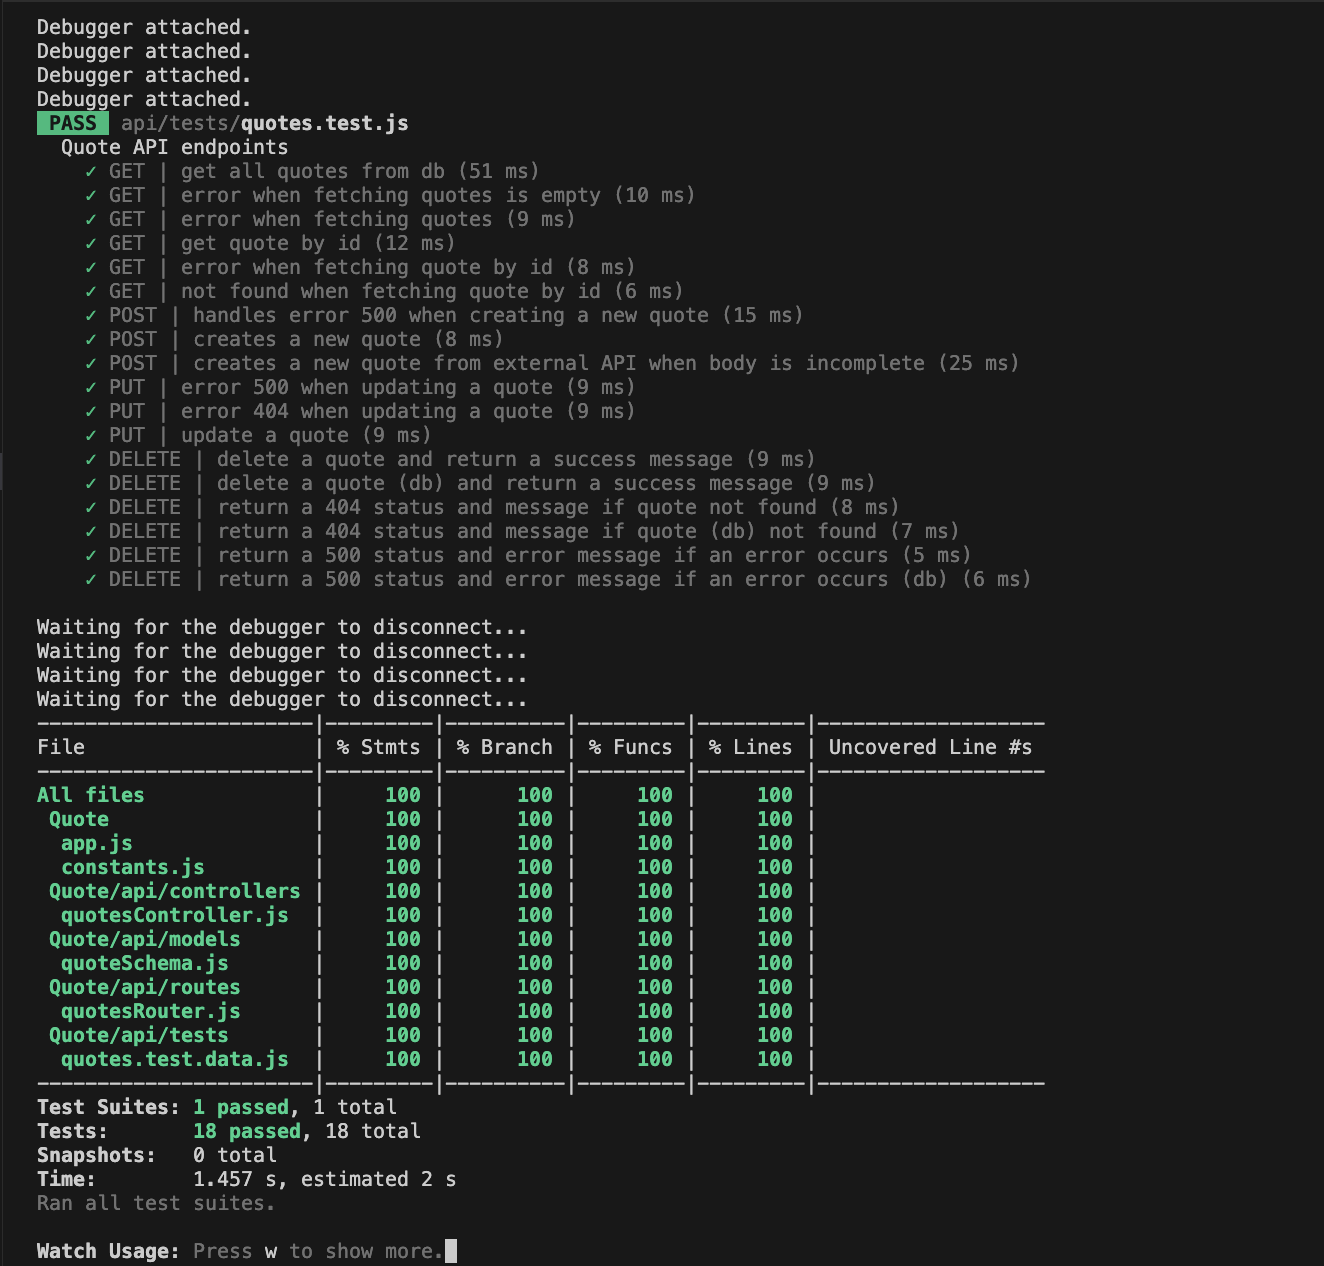 Debugger attached.
Debugger attached.
Debugger attached.
Debugger attached.
PASS api/tests/quotes.test.js
Quote API endpoints
✓ GET | get all quotes from db (51 ms)
✓ GET | error when fetching quotes is empty (10 ms)
✓ GET | error when fetching quotes (9 ms)
✓ GET | get quote by id (12 ms)
✓ GET | error when fetching quote by id (8 ms)
✓ GET | not found when fetching quote by id (6 ms)
✓ POST | handles error 500 when creating a new quote (15 ms)
✓ POST | creates a new quote (8 ms)
✓ POST | creates a new quote from external API when body is incomplete (25 ms)
✓ PUT | error 500 when updating a quote (9 ms)
✓ PUT | error 404 when updating a quote (9 ms)
✓ PUT | update a quote (9 ms)
✓ DELETE | delete a quote and return a success message (9 ms)
✓ DELETE | delete a quote (db) and return a success message (9 ms)
✓ DELETE | return a 404 status and message if quote not found (8 ms)
✓ DELETE | return a 404 status and message if quote (db) not found (7 ms)
✓ DELETE | return a 500 status and error message if an error occurs (5 ms)
✓ DELETE | return a 500 status and error message if an error occurs (db) (6 ms)
Waiting for the debugger to disconnect...
Waiting for the debugger to disconnect...
Waiting for the debugger to disconnect...
Waiting for the debugger to disconnect...
-----------------------|---------|----------|---------|---------|-------------------
File | % Stmts | % Branch | % Funcs | % Lines | Uncovered Line #s
-----------------------|---------|----------|---------|---------|-------------------
All files | 100 | 100 | 100 | 100 |
Quote | 100 | 100 | 100 | 100 |
app.js | 100 | 100 | 100 | 100 |
constants.js | 100 | 100 | 100 | 100 |
Quote/api/controllers | 100 | 100 | 100 | 100 |
quotesController.js | 100 | 100 | 100 | 100 |
Quote/api/models | 100 | 100 | 100 | 100 |
quoteSchema.js | 100 | 100 | 100 | 100 |
Quote/api/routes | 100 | 100 | 100 | 100 |
quotesRouter.js | 100 | 100 | 100 | 100 |
Quote/api/tests | 100 | 100 | 100 | 100 |
quotes.test.data.js | 100 | 100 | 100 | 100 |
-----------------------|---------|----------|---------|---------|-------------------
Test Suites: 1 passed, 1 total
Tests: 18 passed, 18 total
Snapshots: 0 total
Time: 1.457 s, estimated 2 s
Ran all test suites.
Watch Usage: Press w to show more.